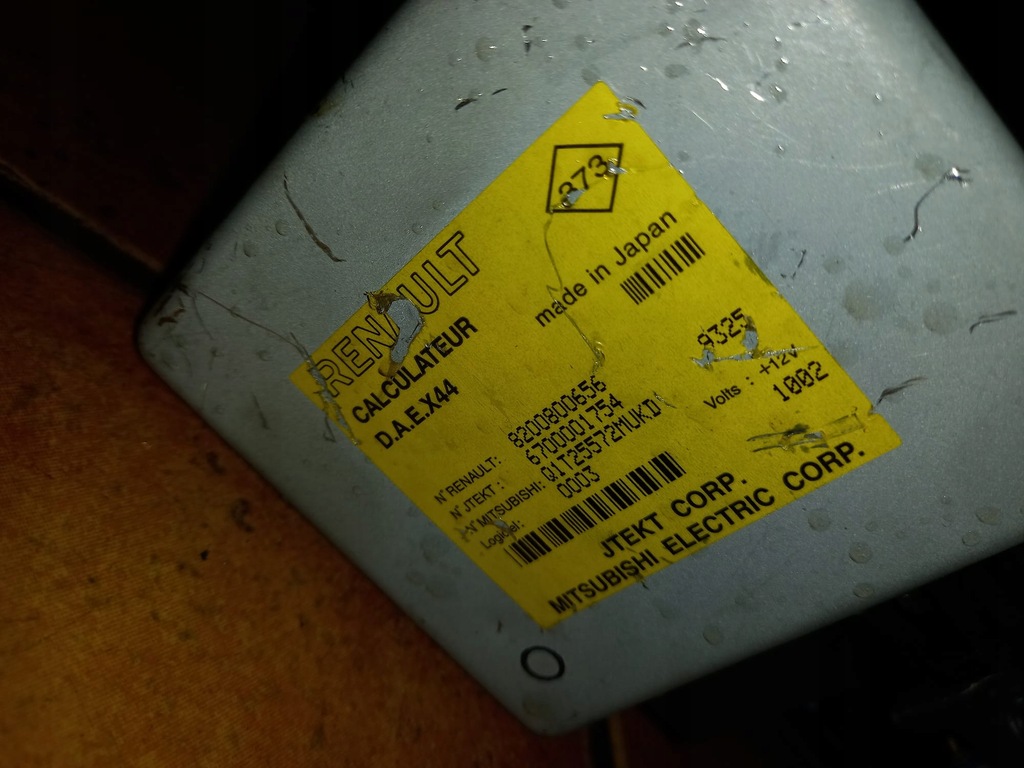 RENAULT
373
CALCULATEUR
D.A.E.X44
made in Japan
N°RENAULT: 8200800656
N°JTEKT: 6700001754
N°MITSUBISHI: Q1T25572MUKD
Logiciel: 0003
9325
Volts : +12V
1002
JTEKT CORP.
MITSUBISHI ELECTRIC CORP.